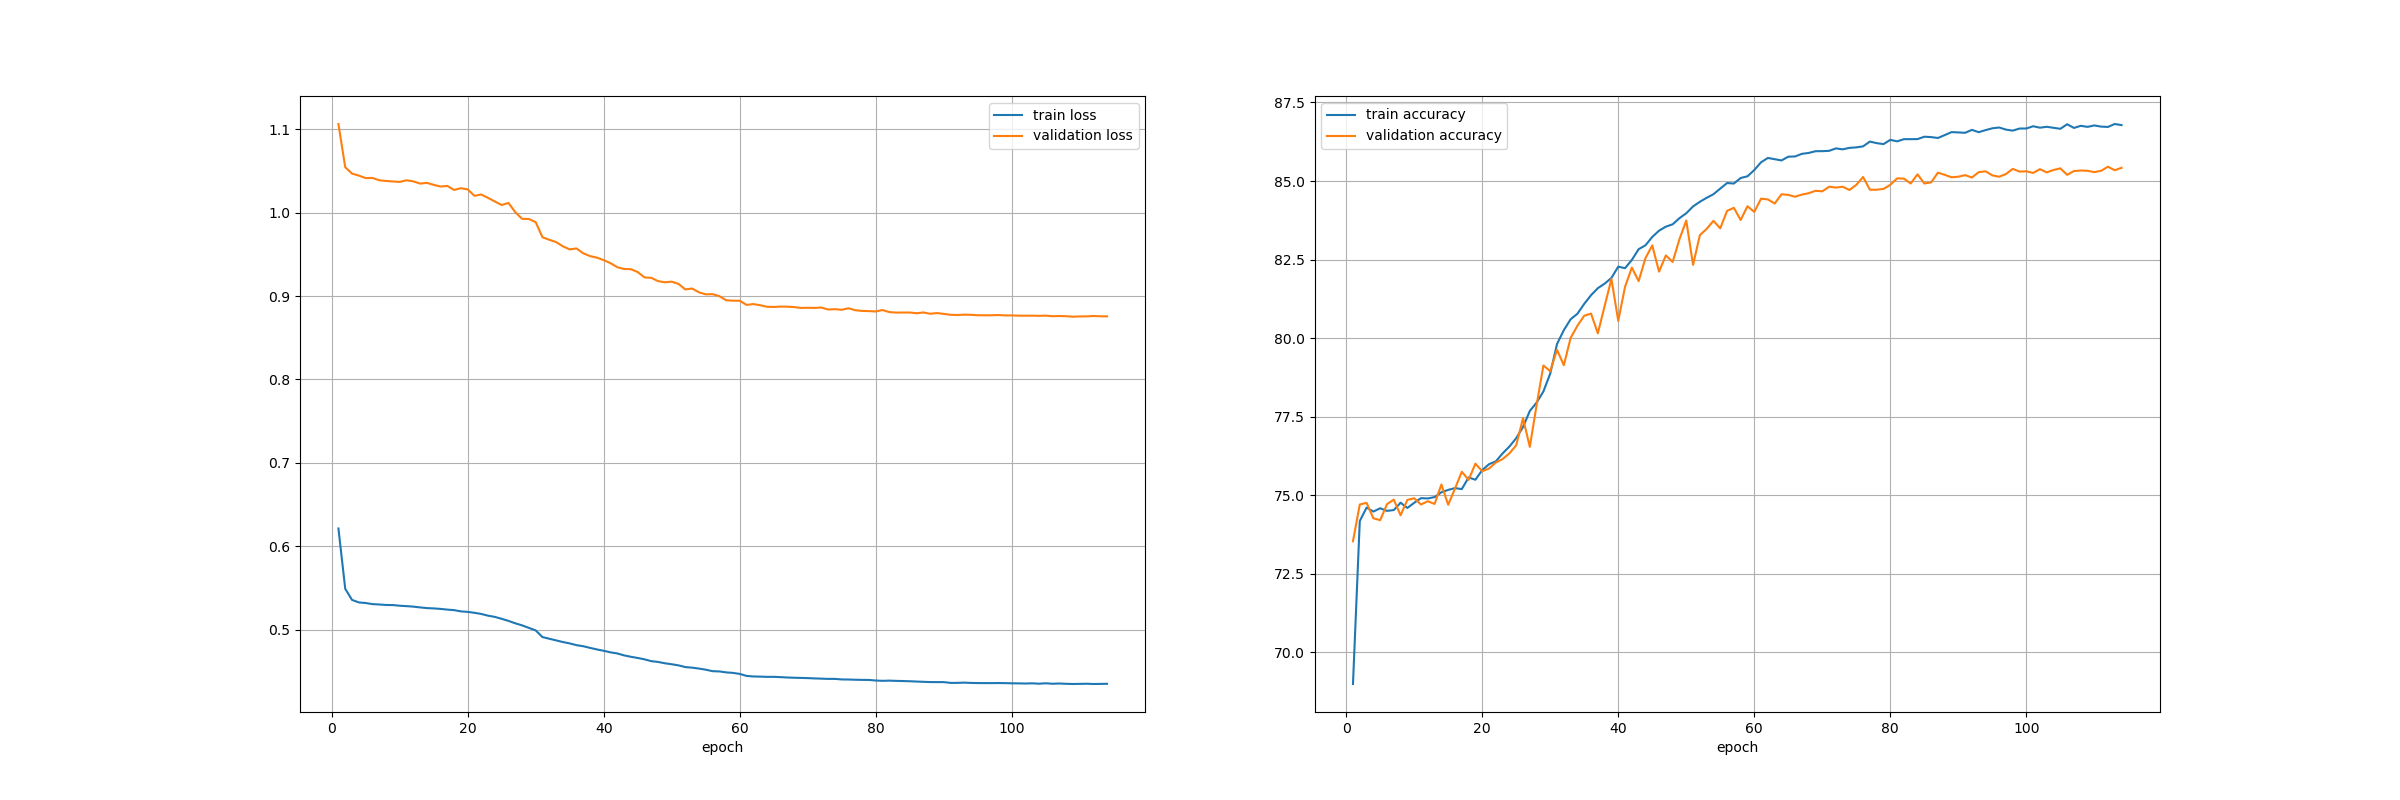 train loss
validation loss
1.1
1.0
0.9
0.8
0.7
0.6
0.5
0 20 40 60 80 100
epoch
train accuracy
validation accuracy
87.5
85.0
82.5
80.0
77.5
75.0
72.5
70.0
0 20 40 60 80 100
epoch